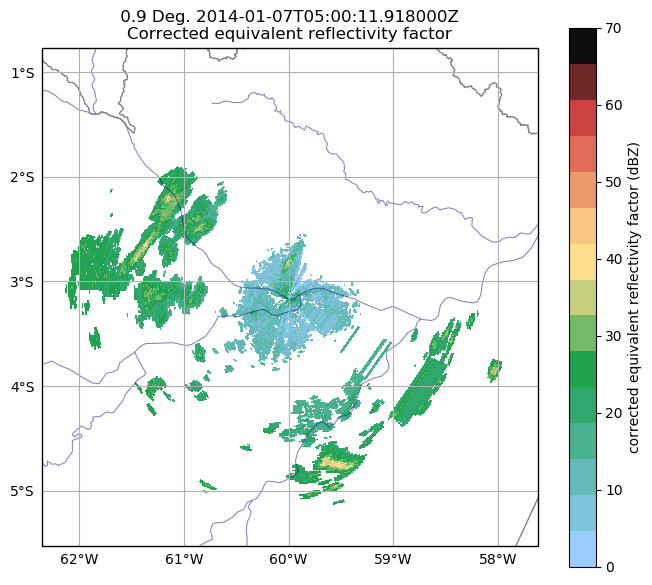 0.9 Deg. 2014-01-07T05:00:11.918000Z
Corrected equivalent reflectivity factor
1°S
2°S
3°S
4°S
5°S
62°W 61°W 60°W 59°W 58°W
70
60
50
40
30
20
10
0
corrected equivalent reflectivity factor (dBZ)